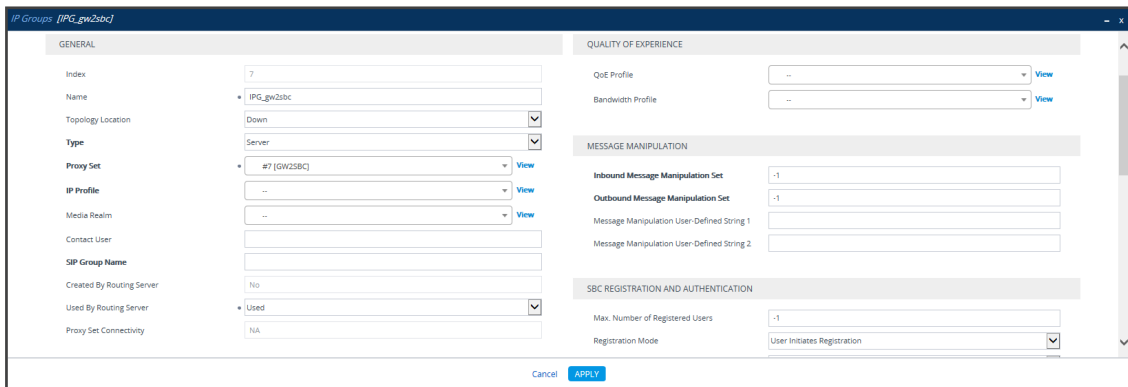 IP Groups [IPG_gw2sbc] – x
GENERAL
Index 7
Name • IPG_gw2sbc
Topology Location Down
Type Server
Proxy Set • #7 [GW2SBC] View
IP Profile -- View
Media Realm -- View
Contact User
SIP Group Name
Created By Routing Server No
Used By Routing Server • Used
Proxy Set Connectivity NA
QUALITY OF EXPERIENCE
QoE Profile -- View
Bandwidth Profile -- View
MESSAGE MANIPULATION
Inbound Message Manipulation Set -1
Outbound Message Manipulation Set -1
Message Manipulation User-Defined String 1
Message Manipulation User-Defined String 2
SBC REGISTRATION AND AUTHENTICATION
Max. Number of Registered Users -1
Registration Mode User Initiates Registration
Cancel APPLY